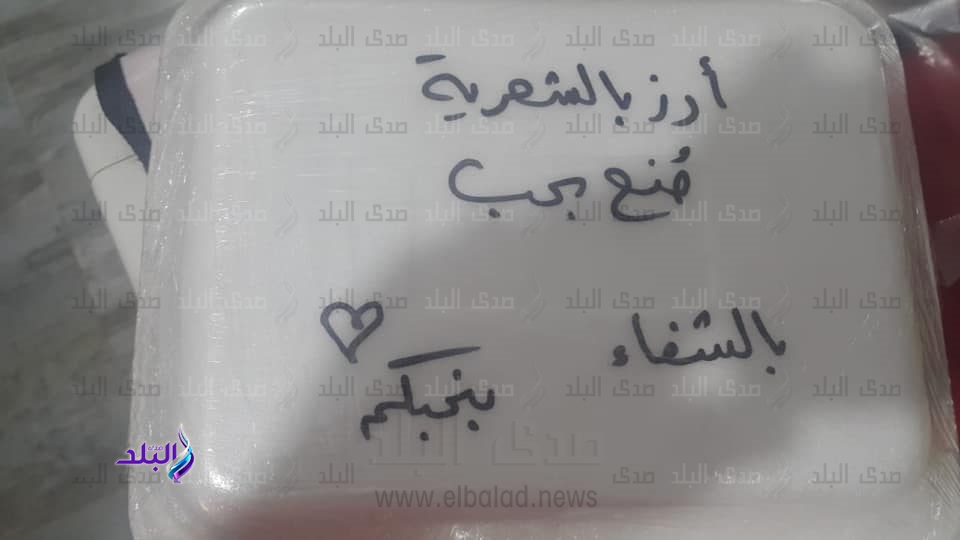 أرز بالشعرية
صُنع بحب
بالشفاء
بنحبكم
صدى البلد
www.elbalad.news